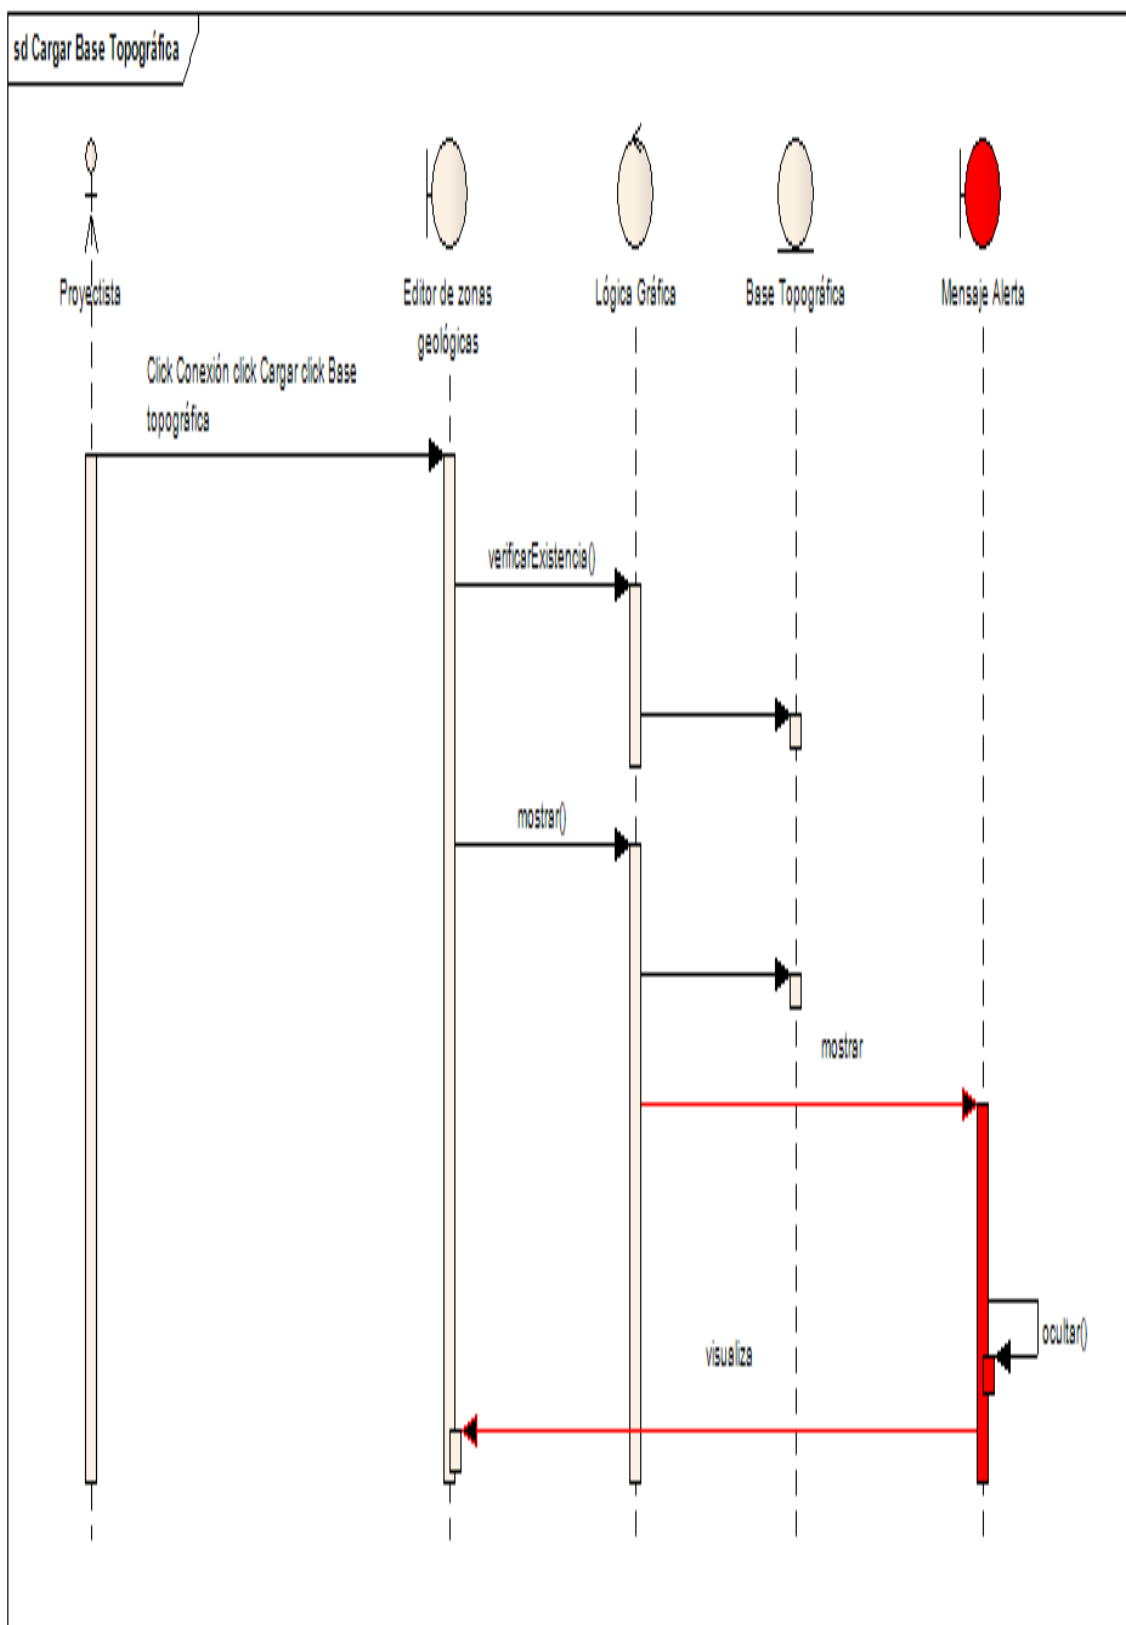 sd Cargar Base Topográfica
Proyectista
Editor de zonas
geológicas
Lógica Gráfica
Base Topográfica
Mensaje Alerta
Click Conexión click Cargar click Base
topográfica
verificarExistencia()
mostrar()
mostrar
ocultar()
visualiza